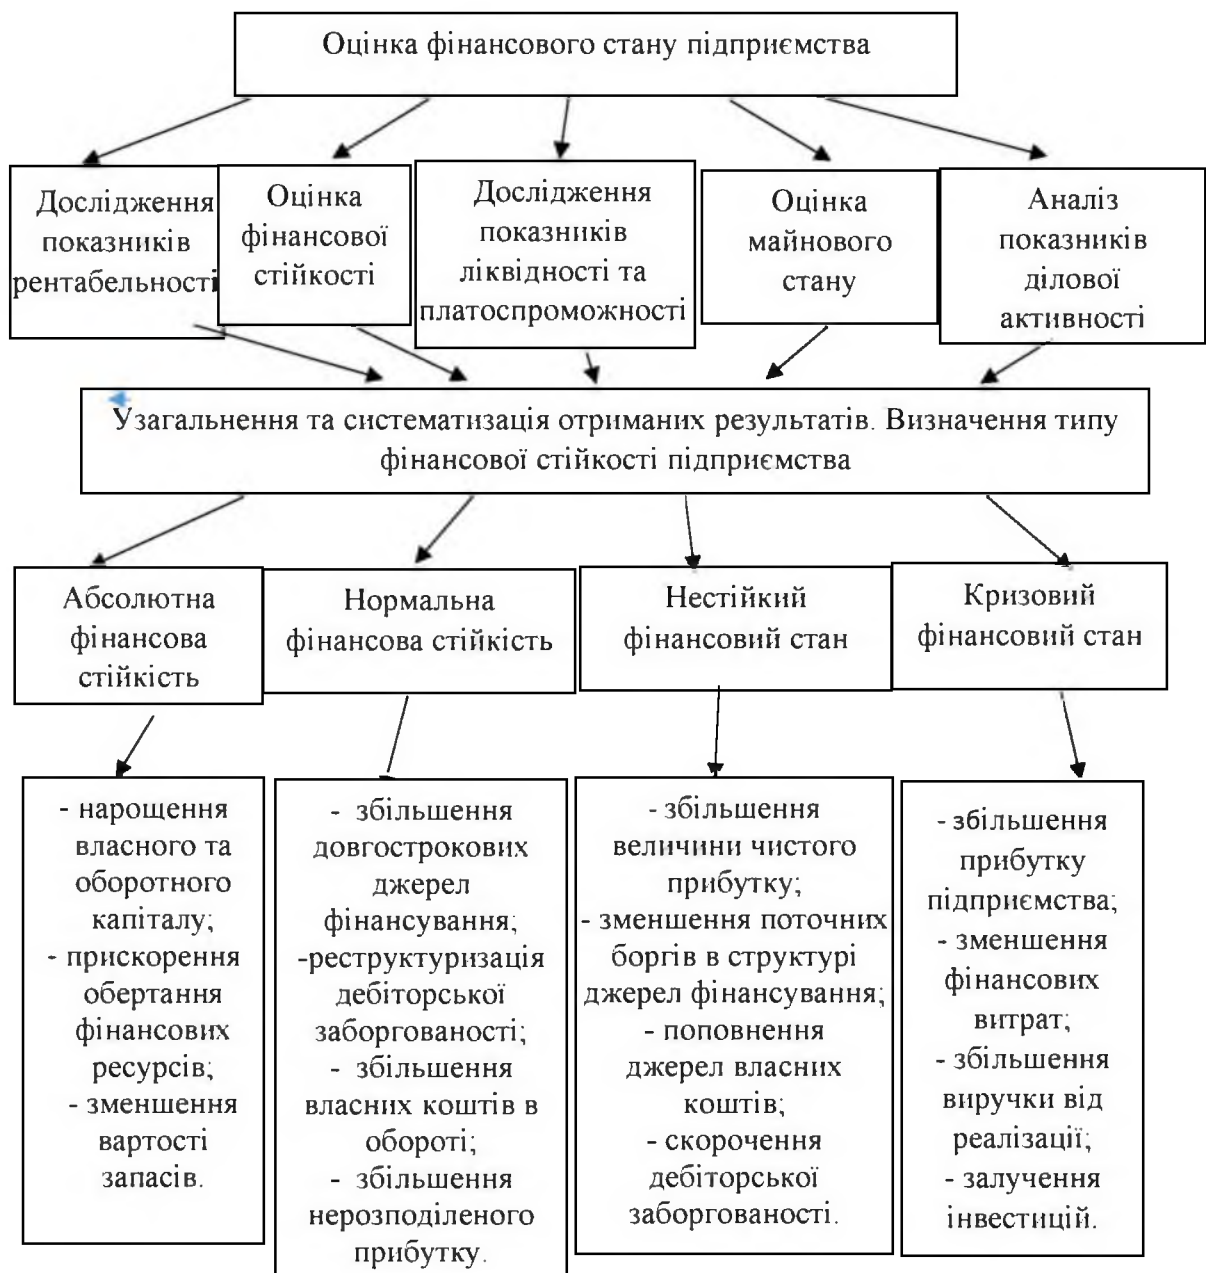 Оцінка фінансового стану підприємства
Дослідження
показників
рентабельності
Оцінка
фінансової
стійкості
Дослідження
показників
ліквідності та
платоспроможності
Оцінка
майнового
стану
Аналіз
показників
ділової
активності
Узагальнення та систематизація отриманих результатів. Визначення типу
фінансової стійкості підприємства
Абсолютна
фінансова
стійкість
Нормальна
фінансова стійкість
Нестійкий
фінансовий стан
Кризовий
фінансовий стан
- нарощення
власного та
оборотного
капіталу;
- прискорення
обертання
фінансових
ресурсів;
- зменшення
вартості
запасів.
- збільшення
довгострокових
джерел
фінансування;
-реструктуризація
дебіторської
заборгованості;
- збільшення
власних коштів в
обороті;
- збільшення
нерозподіленого
прибутку.
- збільшення
величини чистого
прибутку;
- зменшення поточних
боргів в структурі
джерел фінансування;
- поповнення
джерел власних
коштів;
- скорочення
дебіторської
заборгованості.
- збільшення
прибутку
підприємства;
- зменшення
фінансових
витрат;
- збільшення
виручки від
реалізації;
- залучення
інвестицій.